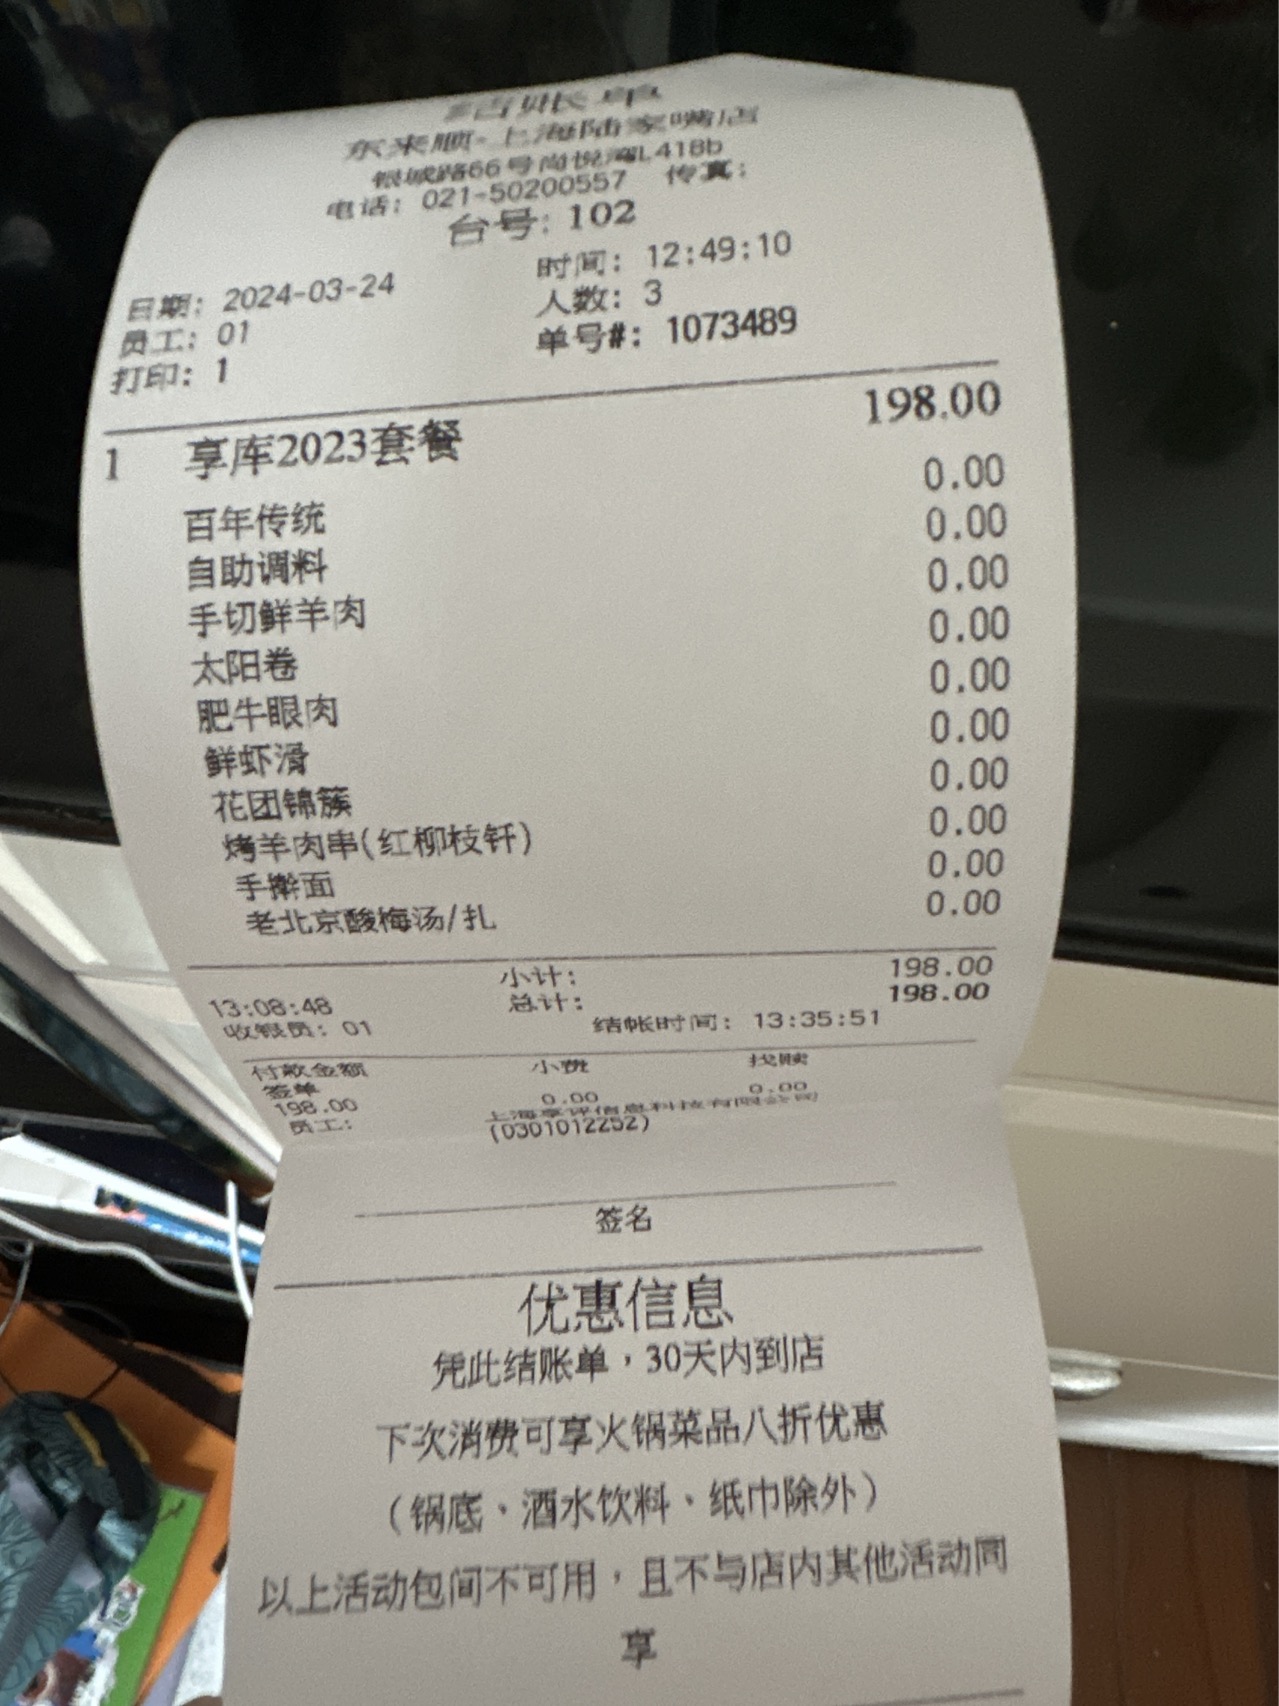 结账单
东来顺-上海陆家嘴店
银城路66号尚悦湾L418b
电话: 021-50200557 传真:
台号: 102
日期: 2024-03-24 时间: 12:49:10
员工: 01 人数: 3
打印: 1 单号#: 1073489
1 享库2023套餐 198.00
百年传统 0.00
自助调料 0.00
手切鲜羊肉 0.00
太阳卷 0.00
肥牛眼肉 0.00
鲜虾滑 0.00
花团锦簇 0.00
烤羊肉串(红柳枝钎) 0.00
手擀面 0.00
老北京酸梅汤/扎 0.00
小计: 198.00
13:08:48 总计: 198.00
收银员: 01 结帐时间: 13:35:51
付款金额 小费 找赎
签单
198.00 0.00 0.00
员工: 上海享评信息科技有限公司
(0301012252)
签名
优惠信息
凭此结账单，30天内到店
下次消费可享火锅菜品八折优惠
（锅底、酒水饮料、纸巾除外）
以上活动包间不可用，且不与店内其他活动同
享